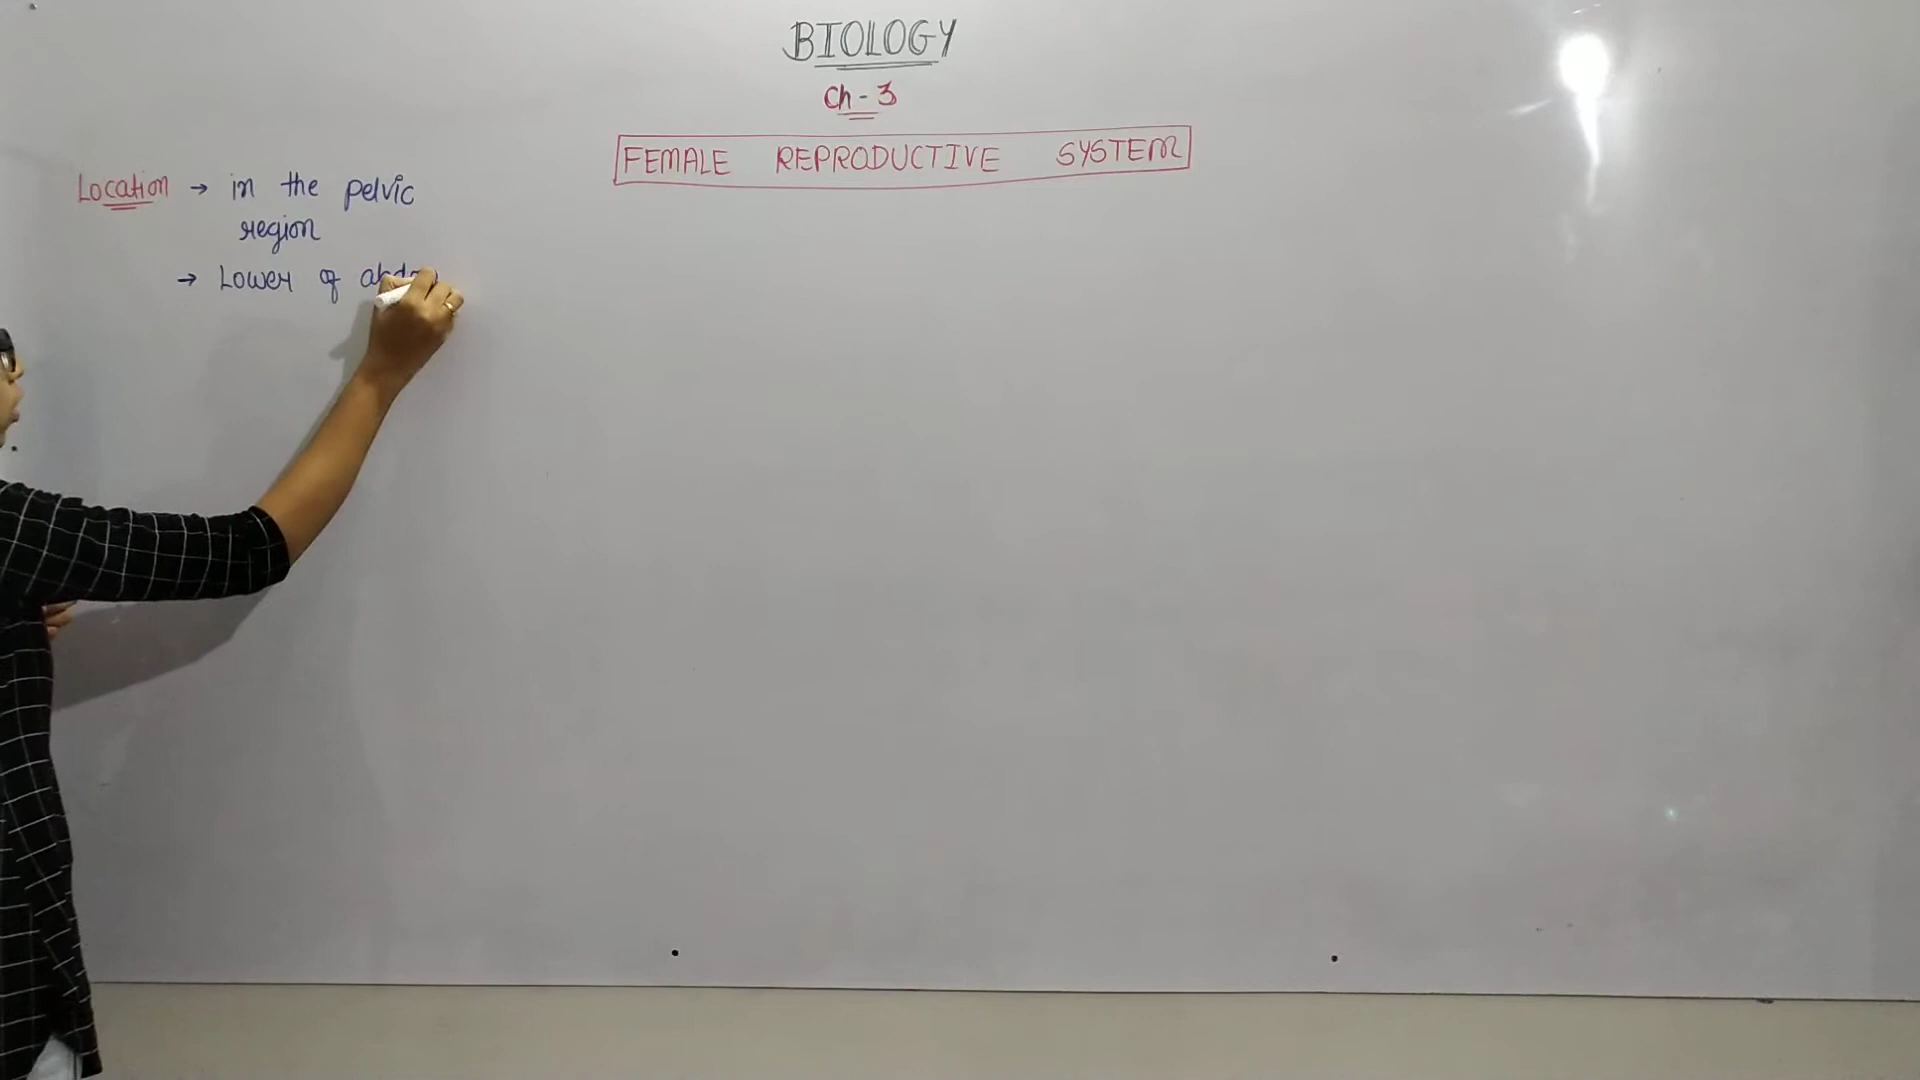 BIOLOGY
Ch - 3
FEMALE REPRODUCTIVE SYSTEM
Location → in the pelvic
region
→ Lower of